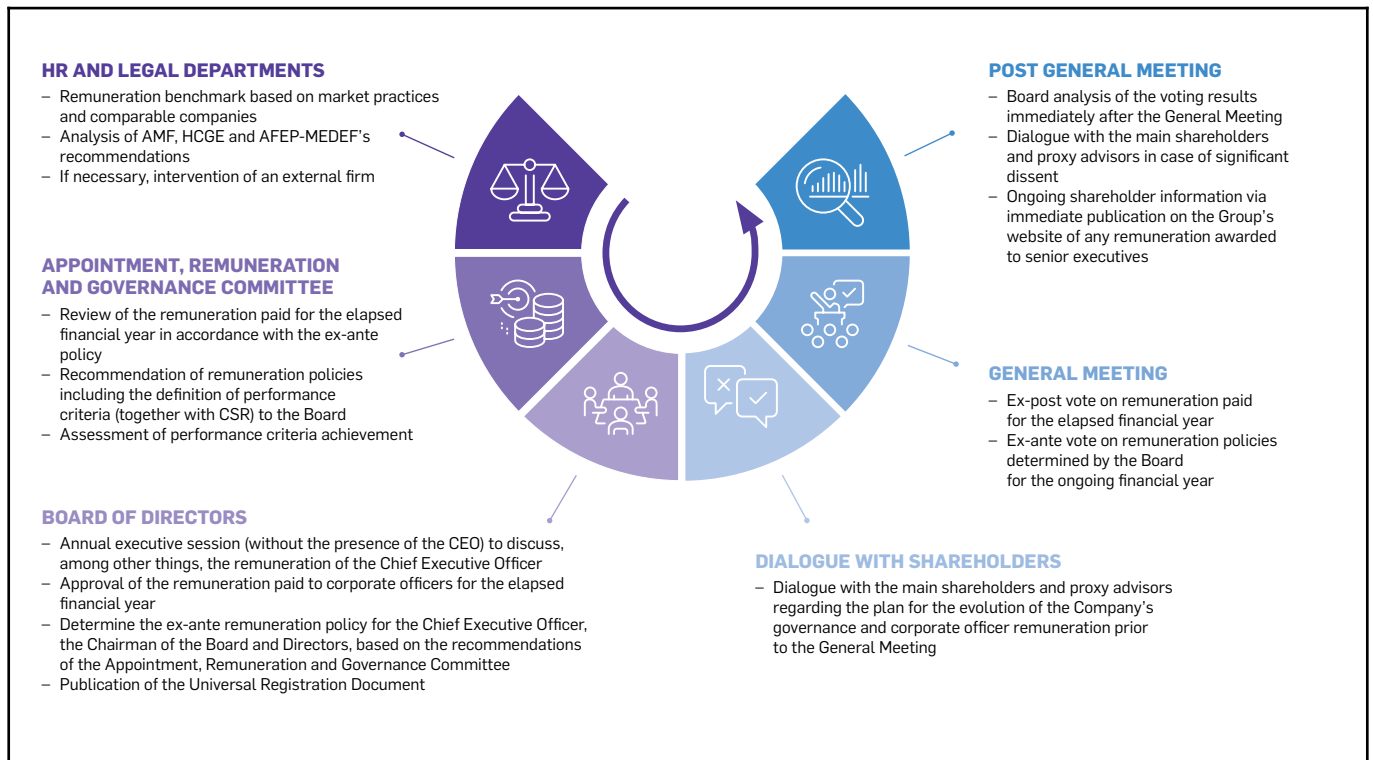 HR AND LEGAL DEPARTMENTS
– Remuneration benchmark based on market practices
and comparable companies
– Analysis of AMF, HCGE and AFEP-MEDEF's
recommendations
– If necessary, intervention of an external firm
APPOINTMENT, REMUNERATION
AND GOVERNANCE COMMITTEE
– Review of the remuneration paid for the elapsed
financial year in accordance with the ex-ante
policy
– Recommendation of remuneration policies
including the definition of performance
criteria (together with CSR) to the Board
– Assessment of performance criteria achievement
BOARD OF DIRECTORS
– Annual executive session (without the presence of the CEO) to discuss,
among other things, the remuneration of the Chief Executive Officer
– Approval of the remuneration paid to corporate officers for the elapsed
financial year
– Determine the ex-ante remuneration policy for the Chief Executive Officer,
the Chairman of the Board and Directors, based on the recommendations
of the Appointment, Remuneration and Governance Committee
– Publication of the Universal Registration Document
DIALOGUE WITH SHAREHOLDERS
– Dialogue with the main shareholders and proxy advisors
regarding the plan for the evolution of the Company's
governance and corporate officer remuneration prior
to the General Meeting
GENERAL MEETING
– Ex-post vote on remuneration paid
for the elapsed financial year
– Ex-ante vote on remuneration policies
determined by the Board
for the ongoing financial year
POST GENERAL MEETING
– Board analysis of the voting results
immediately after the General Meeting
– Dialogue with the main shareholders
and proxy advisors in case of significant
dissent
– Ongoing shareholder information via
immediate publication on the Group's
website of any remuneration awarded
to senior executives